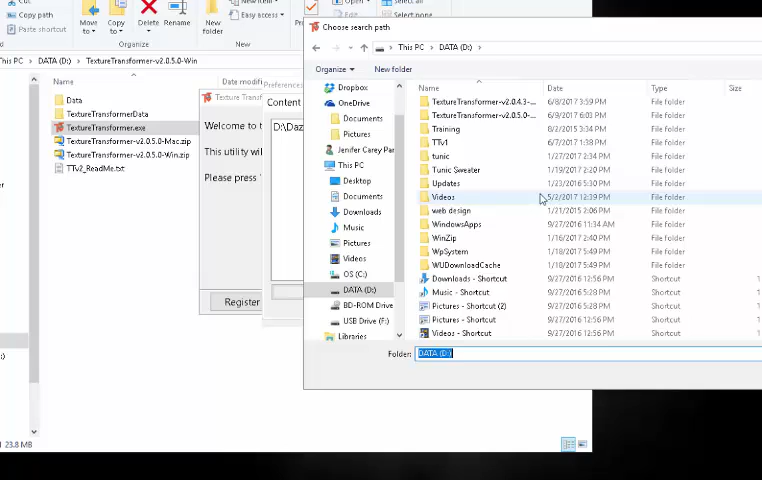 Cut
Copy path
Paste shortcut
Move to
Copy to
Delete
Rename
Organize
New folder
New item
Easy access
New
Open
Edit
Select all
Select none
This PC > DATA (D:) > TextureTransformer-v2.0.5.0-Win
Name
Date modifi
Data
TextureTransformerData
TextureTransformer.exe
TextureTransformer-v2.0.5.0-Mac.zip
TextureTransformer-v2.0.5.0-Win.zip
TTv2_ReadMe.txt
Texture Transf
Welcome to t
This utility wil
Please press '
Register
Preferences
Content
D:\Daz
Choose search path
This PC > DATA (D:) >
Organize
New folder
Dropbox
OneDrive
Documents
Pictures
Jenifer Carey Par
This PC
Desktop
Documents
Downloads
Music
Pictures
Videos
OS (C:)
DATA (D:)
BD-ROM Drive
USB Drive (F:)
Libraries
Name Date Type Size
TextureTransformer-v2.0.4.3-... 6/8/2017 3:59 PM File folder
TextureTransformer-v2.0.5.0-... 6/9/2017 6:03 PM File folder
Training 8/2/2015 3:34 PM File folder
TTv1 6/7/2017 1:38 PM File folder
tunic 1/27/2017 2:34 PM File folder
Tunic Sweater 1/19/2017 2:20 PM File folder
Updates 1/23/2016 5:30 PM File folder
Videos 5/2/2017 12:39 PM File folder
web design 1/21/2015 2:06 PM File folder
WindowsApps 9/27/2016 11:34 AM File folder
WinZip 1/16/2017 2:40 PM File folder
WpSystem 1/18/2017 5:49 PM File folder
WUDownloadCache 1/18/2017 5:49 PM File folder
Downloads - Shortcut 9/27/2016 12:56 PM Shortcut
Music - Shortcut 9/27/2016 5:28 PM Shortcut
Pictures - Shortcut (2) 9/27/2016 5:28 PM Shortcut
Pictures - Shortcut 9/27/2016 12:56 PM Shortcut
Videos - Shortcut 9/27/2016 12:56 PM Shortcut
Folder: DATA (D:)
23.8 MB